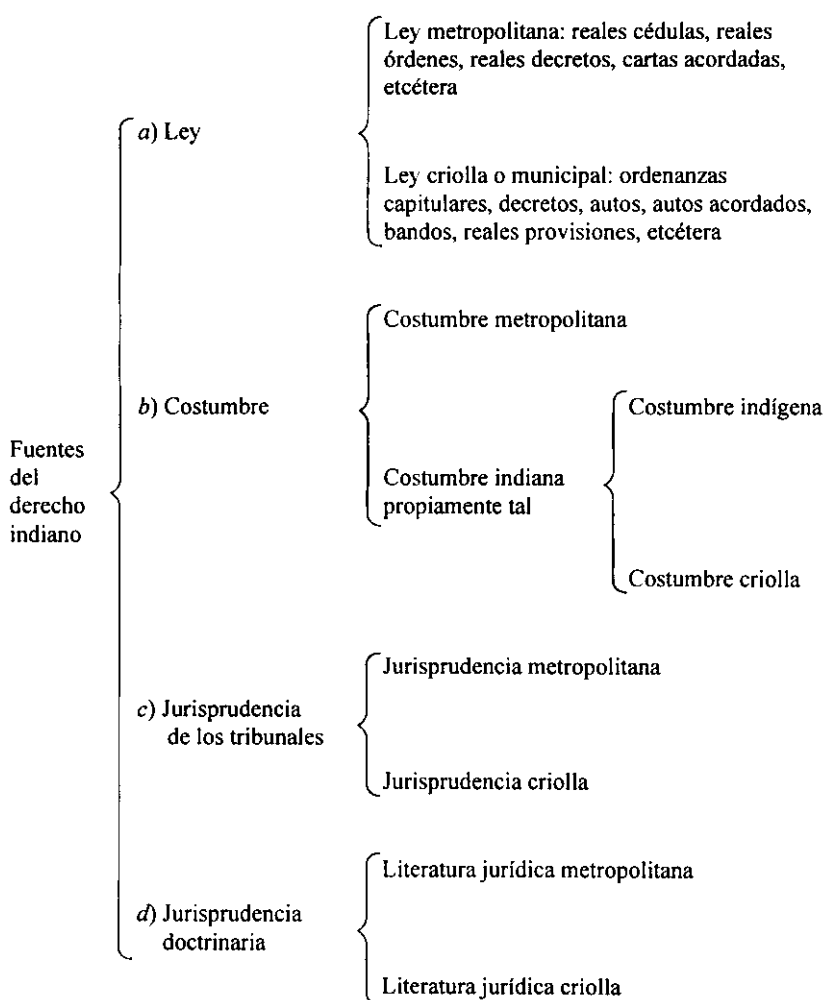 Ley metropolitana: reales cédulas, reales
órdenes, reales decretos, cartas acordadas,
etcétera
a) Ley
Ley criolla o municipal: ordenanzas
capitulares, decretos, autos, autos acordados,
bandos, reales provisiones, etcétera
Costumbre metropolitana
b) Costumbre
Costumbre indígena
Fuentes
del
derecho
indiano
Costumbre indiana
propiamente tal
Costumbre criolla
Jurisprudencia metropolitana
c) Jurisprudencia
de los tribunales
Jurisprudencia criolla
Literatura jurídica metropolitana
d) Jurisprudencia
doctrinaria
Literatura jurídica criolla